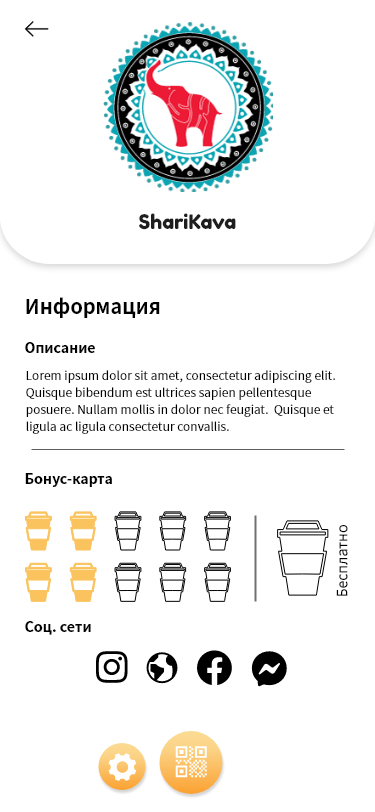 ShariKava
Информация
Описание
Lorem ipsum dolor sit amet, consectetur adipiscing elit.
Quisque bibendum est ultrices sapien pellentesque
posuere. Nullam mollis in dolor nec feugiat.  Quisque et
ligula ac ligula consectetur convallis.
Бонус-карта
Бесплатно
Соц. сети